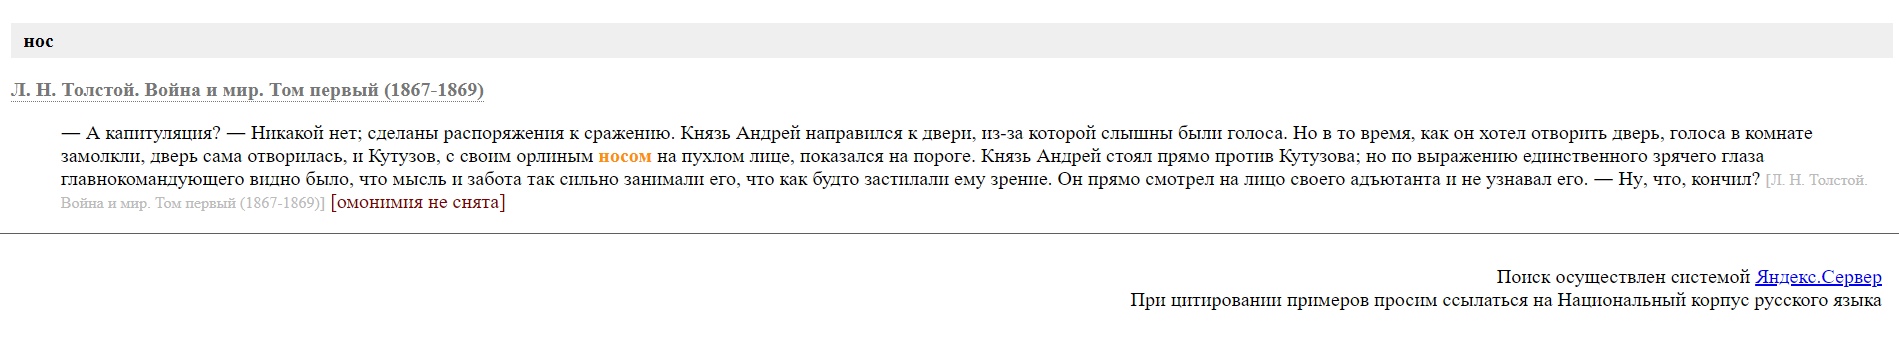 нос
Л. Н. Толстой. Война и мир. Том первый (1867-1869)
— А капитуляция? — Никакой нет; сделаны распоряжения к сражению. Князь Андрей направился к двери, из-за которой слышны были голоса. Но в то время, как он хотел отворить дверь, голоса в комнате
замолкли, дверь сама отворилась, и Кутузов, с своим орлиным носом на пухлом лице, показался на пороге. Князь Андрей стоял прямо против Кутузова; но по выражению единственного зрячего глаза
главнокомандующего видно было, что мысль и забота так сильно занимали его, что как будто застилали ему зрение. Он прямо смотрел на лицо своего адъютанта и не узнавал его. — Ну, что, кончил? [Л. Н. Толстой.
Война и мир. Том первый (1867-1869)] [омонимия не снята]
Поиск осуществлен системой Яндекс.Сервер
При цитировании примеров просим ссылаться на Национальный корпус русского языка